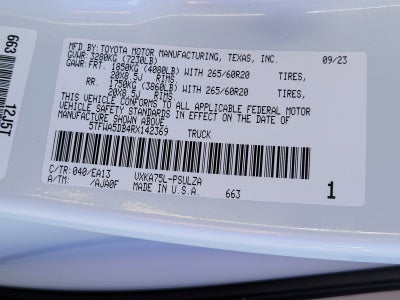 MFD.BY:TOYOTA MOTOR MANUFACTURING, TEXAS, INC. 09/23
GVWR:3280KG (7230LB)
GAWR:FRT. 1850KG (4080LB) WITH 265/60R20 TIRES,
20X8.5J RIMS
RR. 1750KG (3860LB) WITH 265/60R20 TIRES,
20X8.5J RIMS
THIS VEHICLE CONFORMS TO ALL APPLICABLE FEDERAL MOTOR
VEHICLE SAFETY STANDARDS IN EFFECT ON THE DATE OF
MANUFACTURE SHOWN ABOVE.
5TFWA5DB4RX142369 TRUCK
C/TR: 040/EA13 VXKA75L-PSULZA
A/TM: /AJA0F MADE IN U.S.A. 663 1
663 12J5T